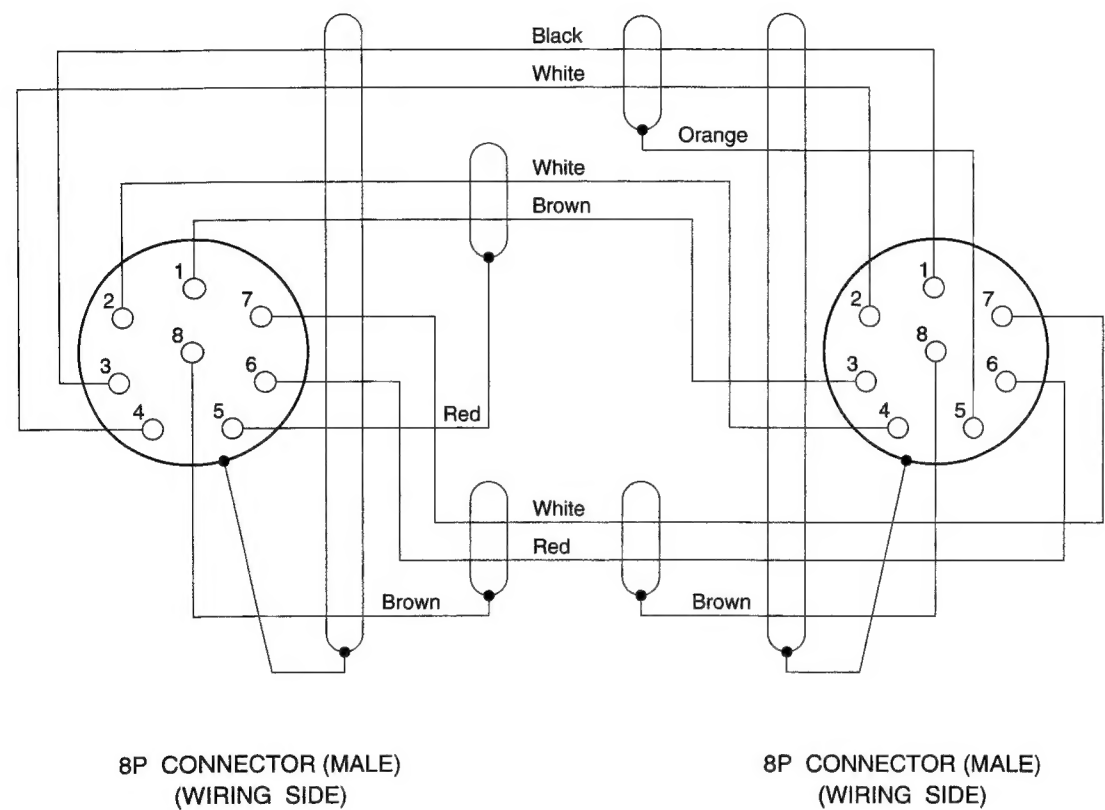 Black
White
Orange
White
Brown
1
2
7
8
3
6
4
5
Red
1
2
7
8
3
6
4
5
White
Red
Brown
Brown
8P CONNECTOR (MALE)
(WIRING SIDE)
8P CONNECTOR (MALE)
(WIRING SIDE)